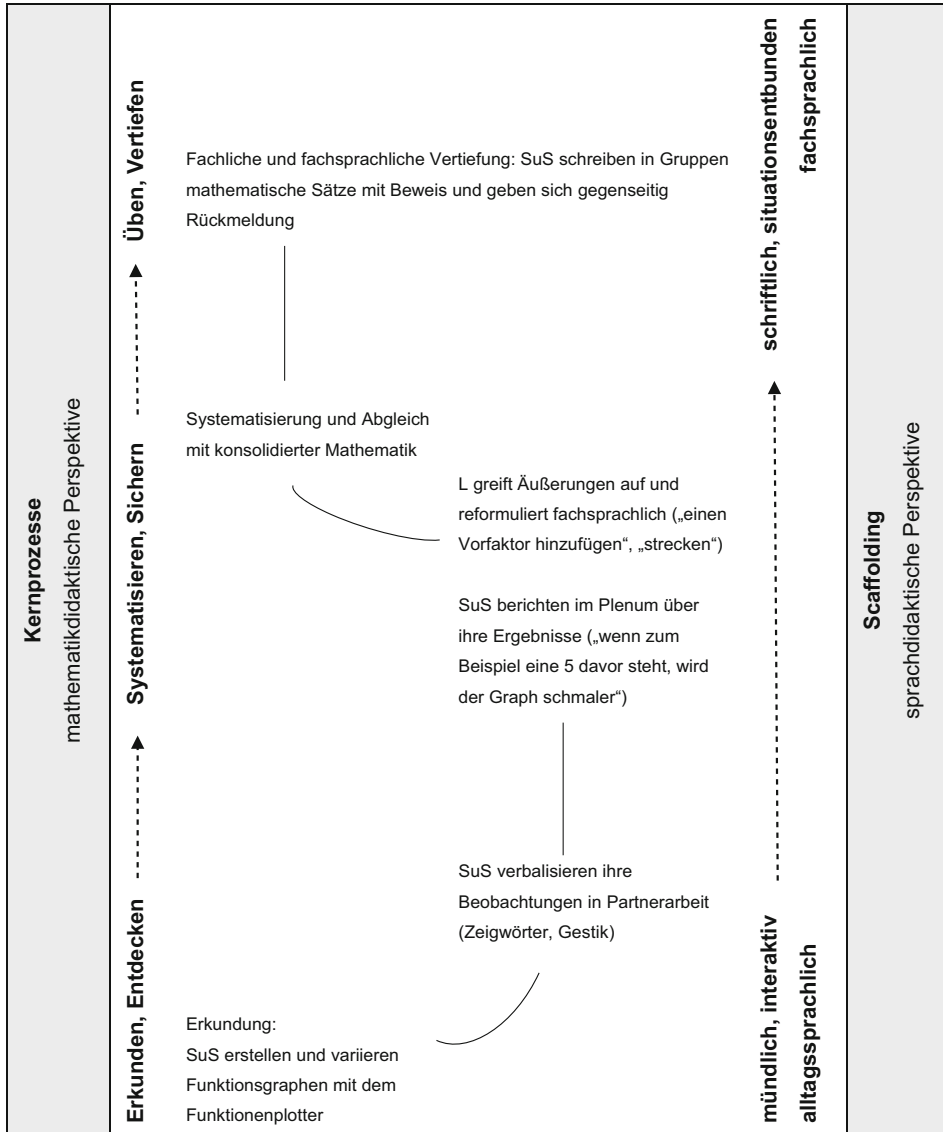 Kernprozesse
mathematikdidaktische Perspektive
Üben, Vertiefen
Systematisieren, Sichern
Erkunden, Entdecken
Fachliche und fachsprachliche Vertiefung: SuS schreiben in Gruppen
mathematische Sätze mit Beweis und geben sich gegenseitig
Rückmeldung
Systematisierung und Abgleich
mit konsolidierter Mathematik
L greift Äußerungen auf und
reformuliert fachsprachlich („einen
Vorfaktor hinzufügen“, „strecken“)
SuS berichten im Plenum über
ihre Ergebnisse („wenn zum
Beispiel eine 5 davor steht, wird
der Graph schmaler“)
SuS verbalisieren ihre
Beobachtungen in Partnerarbeit
(Zeigwörter, Gestik)
Erkundung:
SuS erstellen und variieren
Funktionsgraphen mit dem
Funktionenplotter
schriftlich, situationsentbunden
fachsprachlich
mündlich, interaktiv
alltagssprachlich
Scaffolding
sprachdidaktische Perspektive